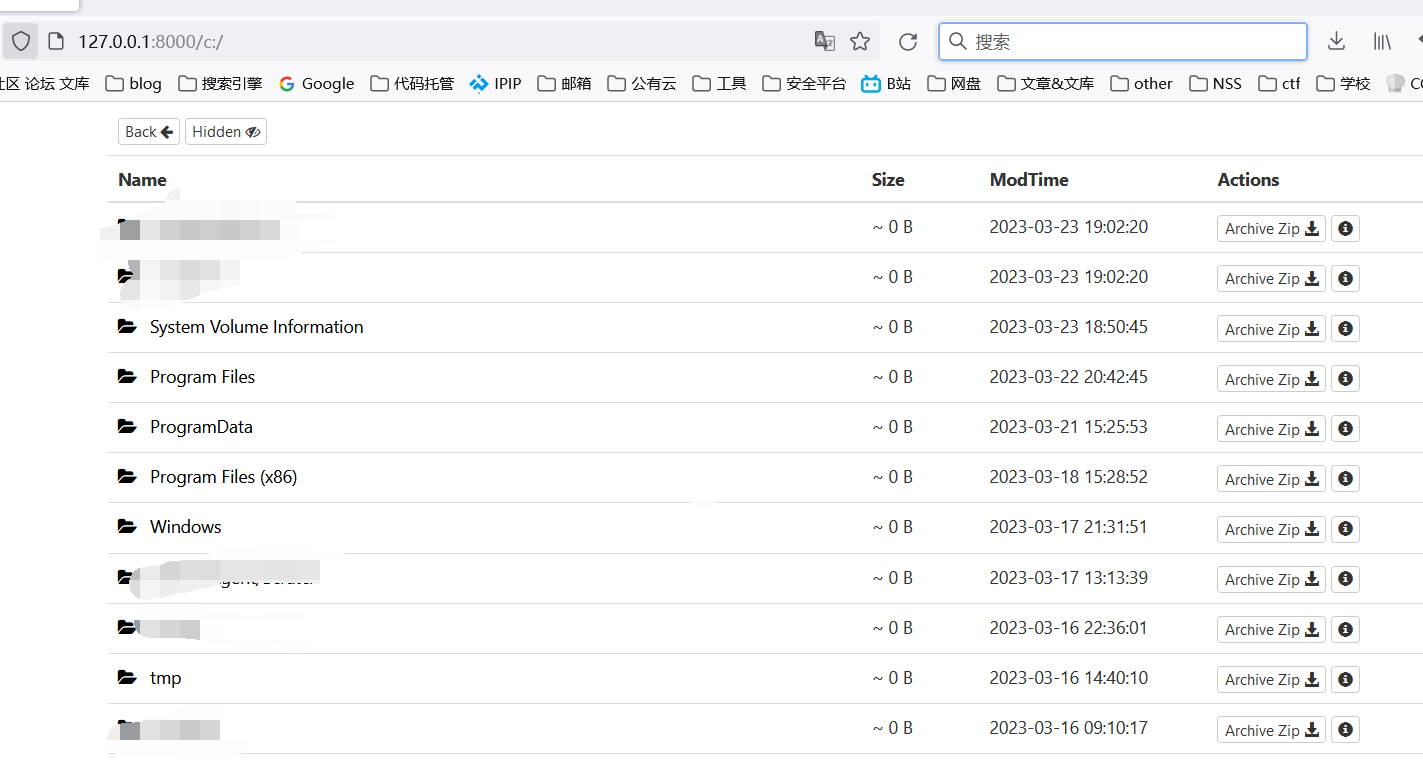 127.0.0.1:8000/c:/ 搜索
社区 论坛 文库 blog 搜索引擎 Google 代码托管 IPIP 邮箱 公有云 工具 安全平台 B站 网盘 文章&文库 other NSS ctf 学校
Back Hidden
Name Size ModTime Actions
~ 0 B 2023-03-23 19:02:20 Archive Zip
~ 0 B 2023-03-23 19:02:20 Archive Zip
System Volume Information ~ 0 B 2023-03-23 18:50:45 Archive Zip
Program Files ~ 0 B 2023-03-22 20:42:45 Archive Zip
ProgramData ~ 0 B 2023-03-21 15:25:53 Archive Zip
Program Files (x86) ~ 0 B 2023-03-18 15:28:52 Archive Zip
Windows ~ 0 B 2023-03-17 21:31:51 Archive Zip
~ 0 B 2023-03-17 13:13:39 Archive Zip
~ 0 B 2023-03-16 22:36:01 Archive Zip
tmp ~ 0 B 2023-03-16 14:40:10 Archive Zip
~ 0 B 2023-03-16 09:10:17 Archive Zip